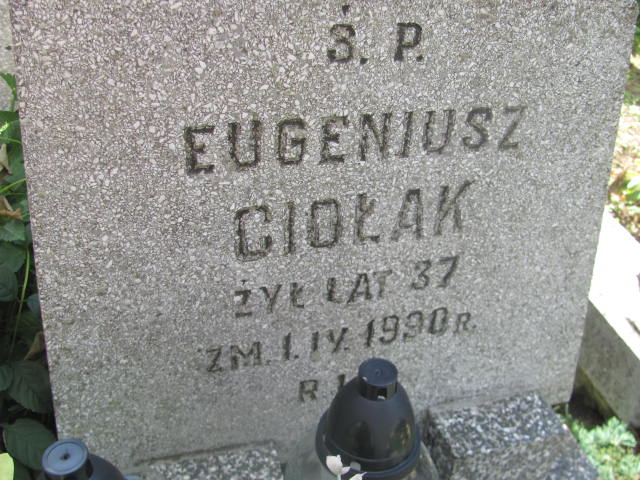 Ś. P.
EUGENIUSZ
CIOŁAK
ŻYŁ LAT 37
ZM. 1. IV. 1990 R.